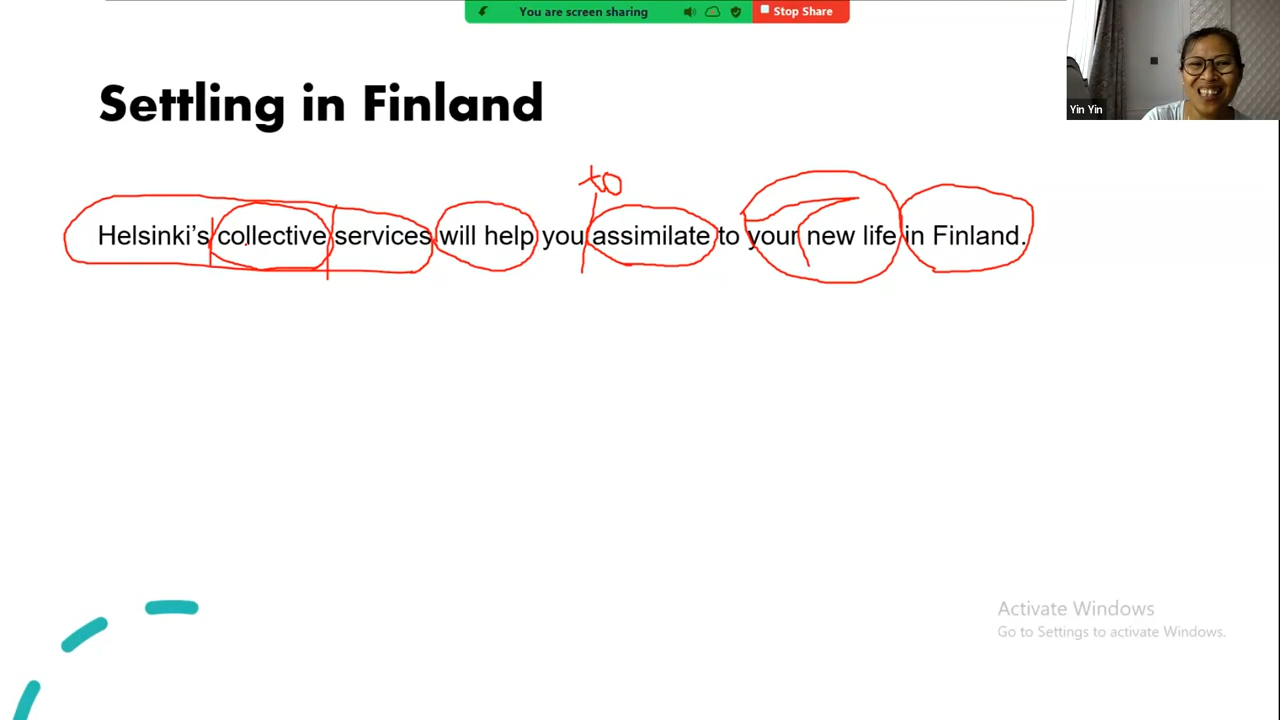 You are screen sharing Stop Share
Yin Yin
Settling in Finland
to
Helsinki's collective services will help you assimilate to your new life in Finland.
Activate Windows
Go to Settings to activate Windows.